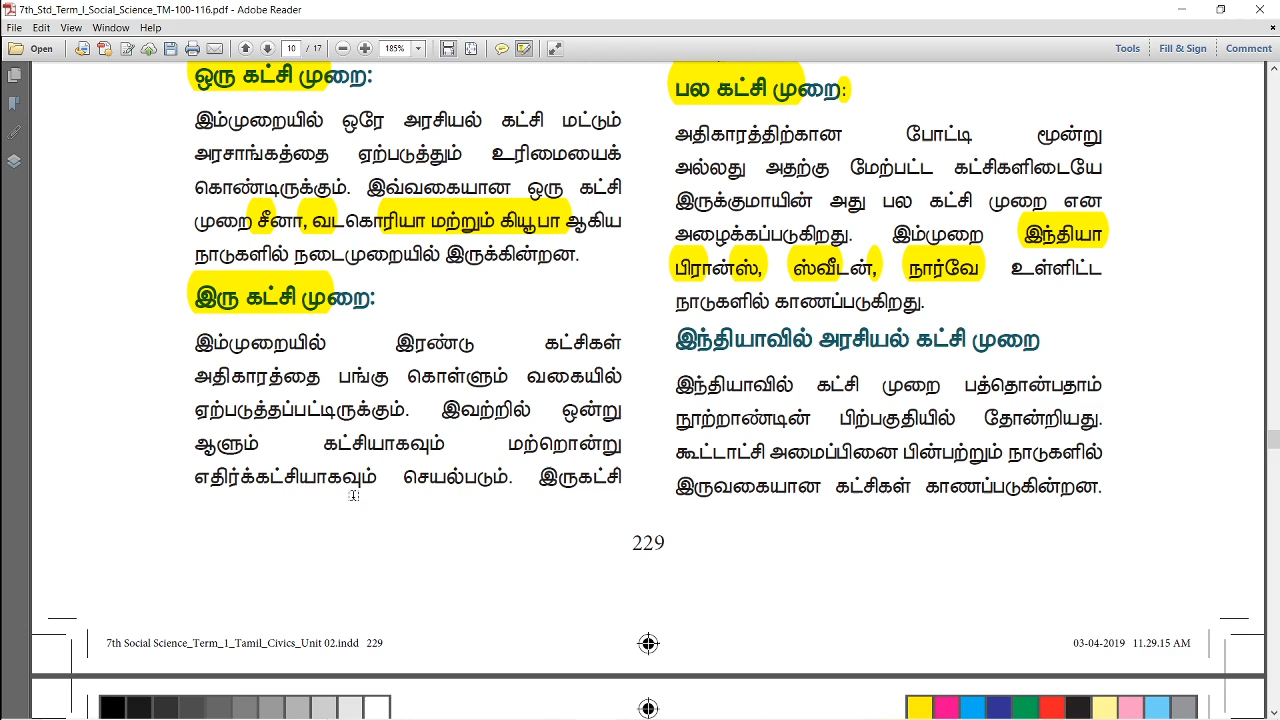 7th_Std_Term_I_Social_Science_TM-100-116.pdf - Adobe Reader
File Edit View Window Help
Open 10 / 17 185% Tools Fill & Sign Comment
ஒரு கட்சி முறை:
இம்முறையில் ஒரே அரசியல் கட்சி மட்டும்
அரசாங்கத்தை ஏற்படுத்தும் உரிமையைக்
கொண்டிருக்கும். இவ்வகையான ஒரு கட்சி
முறை சீனா, வடகொரியா மற்றும் கியூபா ஆகிய
நாடுகளில் நடைமுறையில் இருக்கின்றன.
இரு கட்சி முறை:
இம்முறையில் இரண்டு கட்சிகள்
அதிகாரத்தை பங்கு கொள்ளும் வகையில்
ஏற்படுத்தப்பட்டிருக்கும். இவற்றில் ஒன்று
ஆளும் கட்சியாகவும் மற்றொன்று
எதிர்க்கட்சியாகவும் செயல்படும். இருகட்சி
பல கட்சி முறை:
அதிகாரத்திற்கான போட்டி மூன்று
அல்லது அதற்கு மேற்பட்ட கட்சிகளிடையே
இருக்குமாயின் அது பல கட்சி முறை என
அழைக்கப்படுகிறது. இம்முறை இந்தியா
பிரான்ஸ், ஸ்வீடன், நார்வே உள்ளிட்ட
நாடுகளில் காணப்படுகிறது.
இந்தியாவில் அரசியல் கட்சி முறை
இந்தியாவில் கட்சி முறை பத்தொன்பதாம்
நூற்றாண்டின் பிற்பகுதியில் தோன்றியது.
கூட்டாட்சி அமைப்பினை பின்பற்றும் நாடுகளில்
இருவகையான கட்சிகள் காணப்படுகின்றன.
229
7th Social Science_Term_1_Tamil_Civics_Unit 02.indd 229
03-04-2019 11.29.15 AM